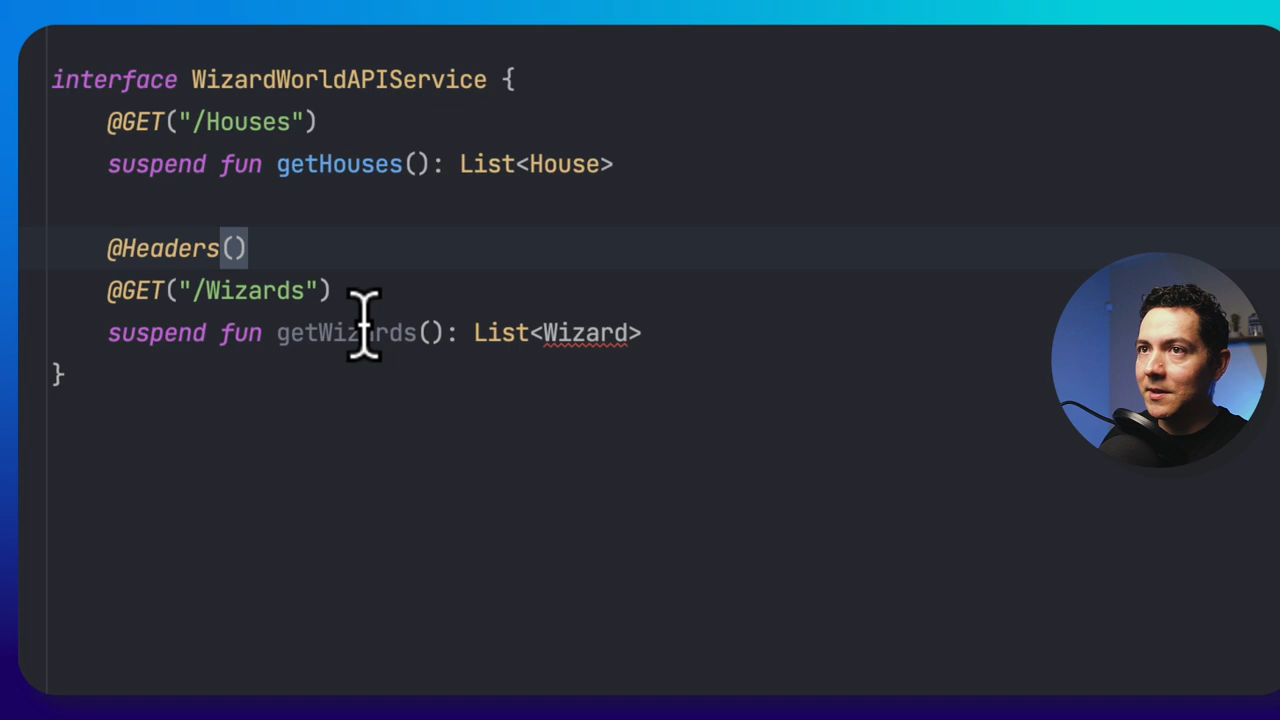 interface WizardWorldAPIService {
@GET("/Houses")
suspend fun getHouses(): List<House>
@Headers()
@GET("/Wizards")
suspend fun getWizards(): List<Wizard>
}